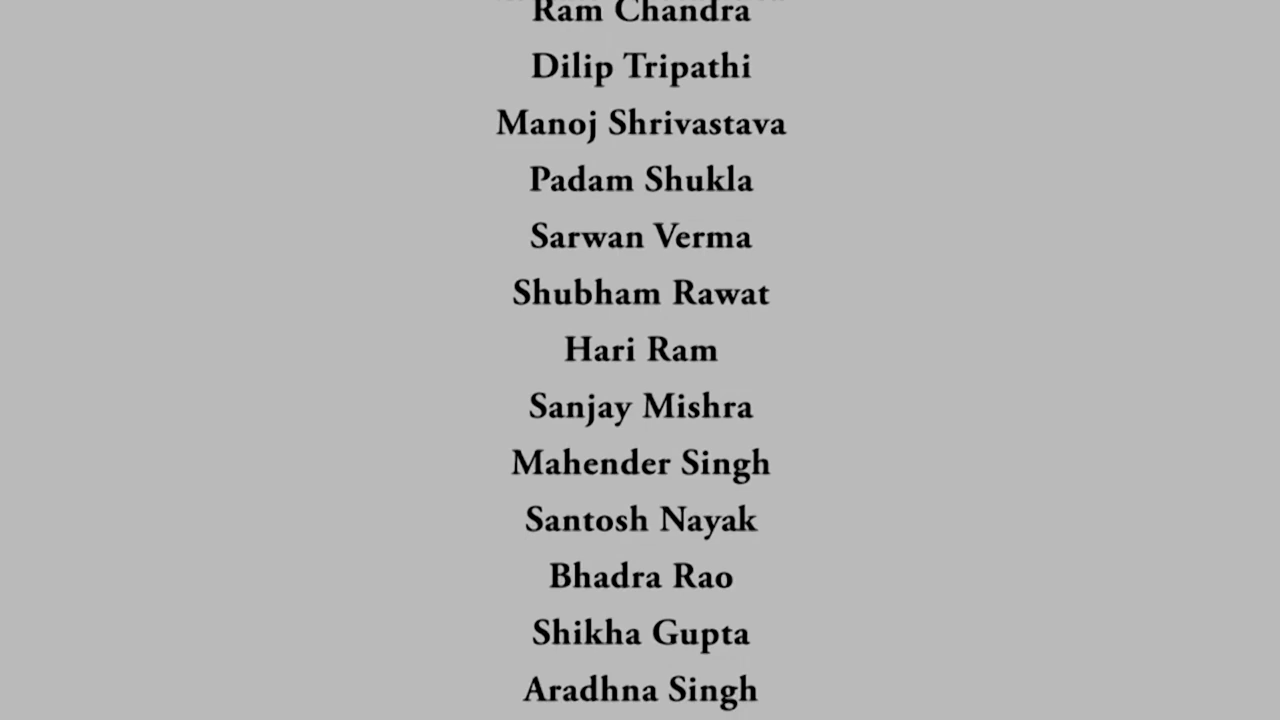 Ram Chandra
Dilip Tripathi
Manoj Shrivastava
Padam Shukla
Sarwan Verma
Shubham Rawat
Hari Ram
Sanjay Mishra
Mahender Singh
Santosh Nayak
Bhadra Rao
Shikha Gupta
Aradhna Singh